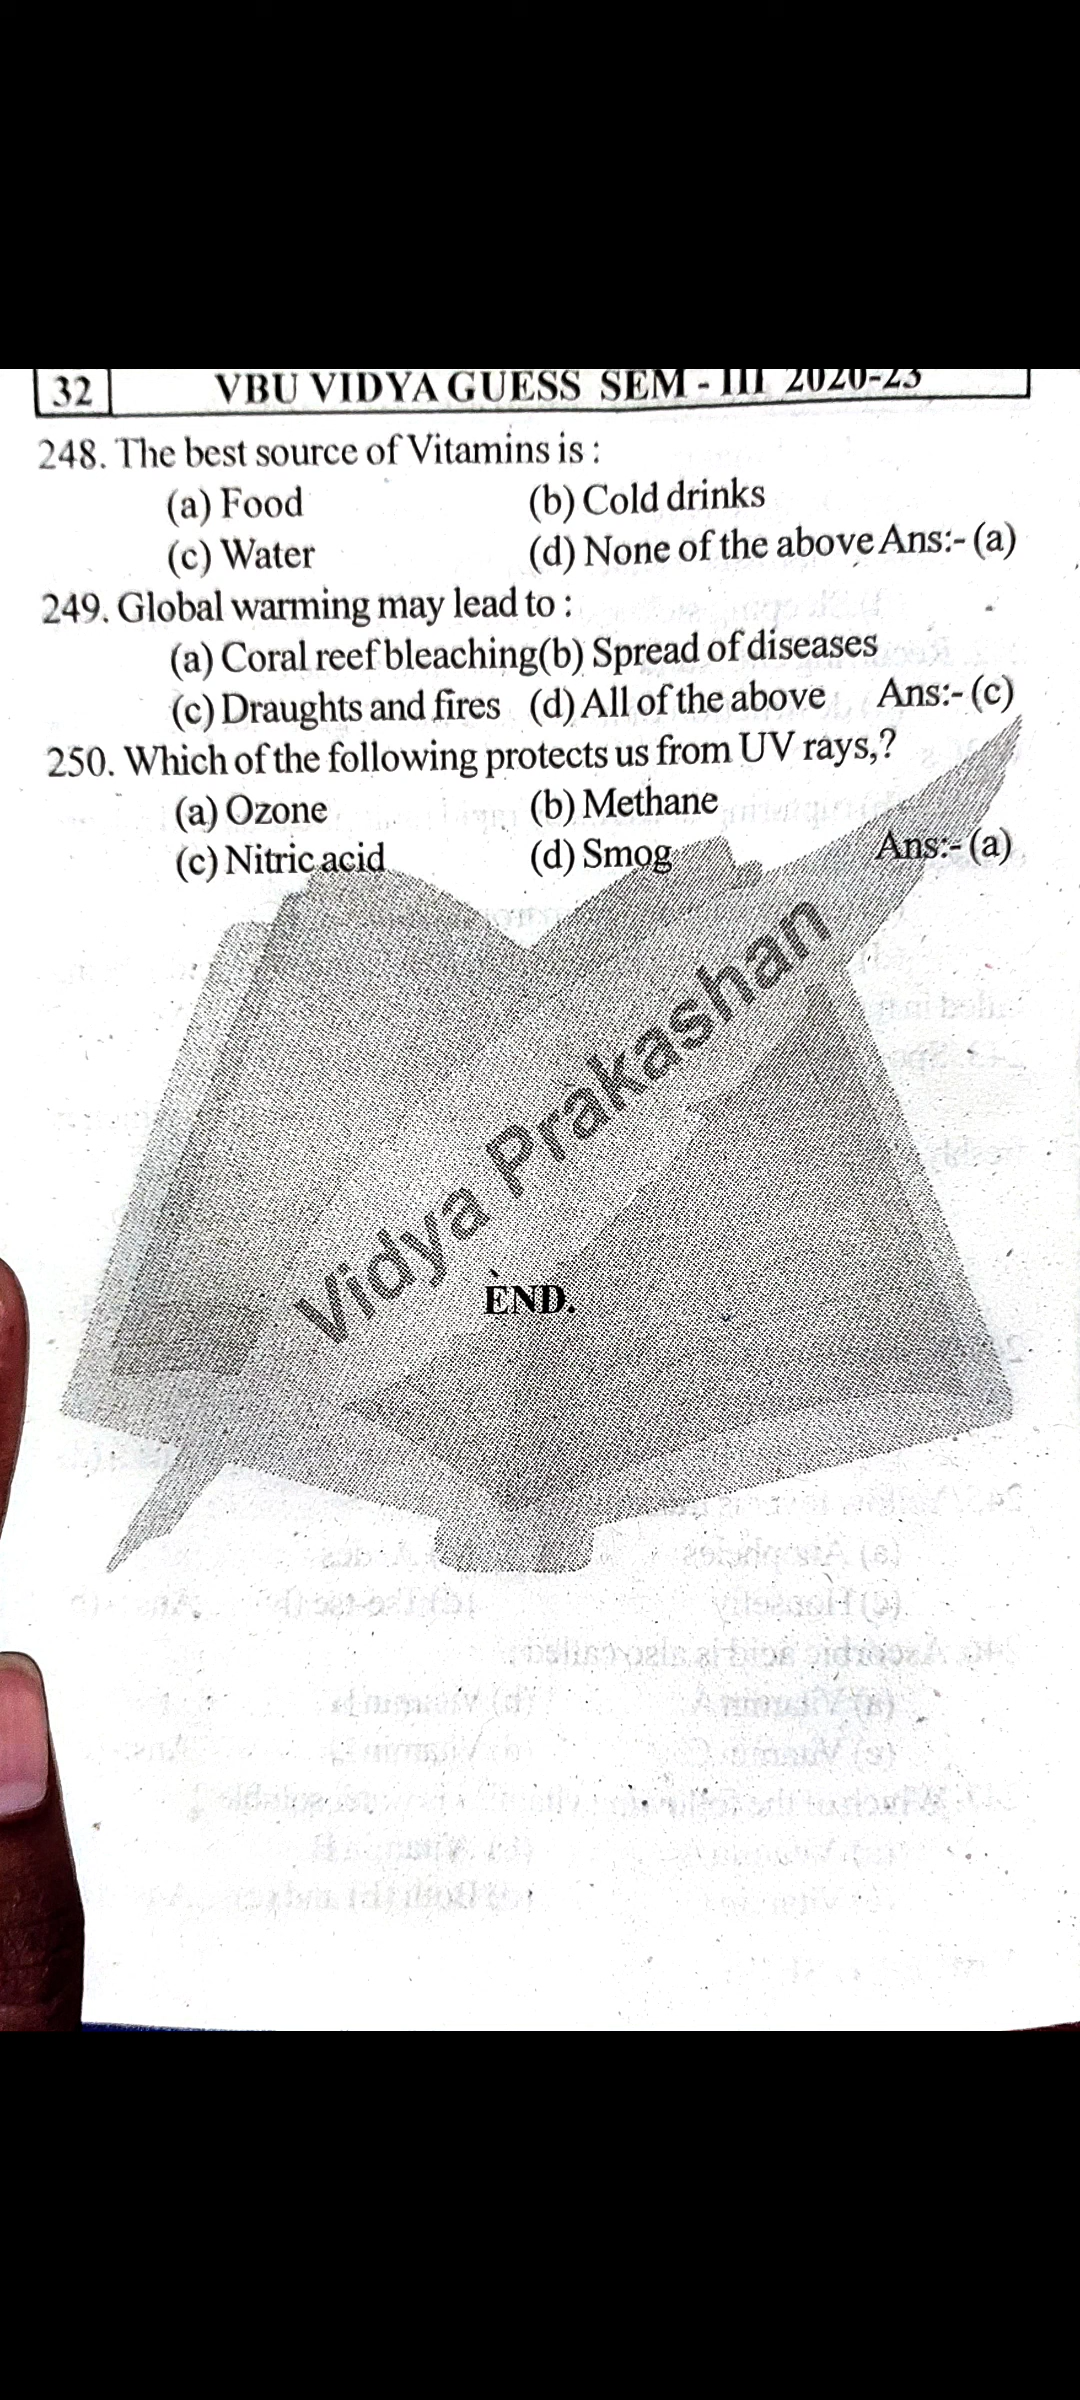 32 VBU VIDYA GUESS SEM - III 2020-23
248. The best source of Vitamins is :
(a) Food (b) Cold drinks
(c) Water (d) None of the above Ans:- (a)
249. Global warming may lead to :
(a) Coral reef bleaching(b) Spread of diseases
(c) Draughts and fires (d) All of the above Ans:- (c)
250. Which of the following protects us from UV rays,?
(a) Ozone (b) Methane
(c) Nitric acid (d) Smog Ans:- (a)
Vidya Prakashan
END.